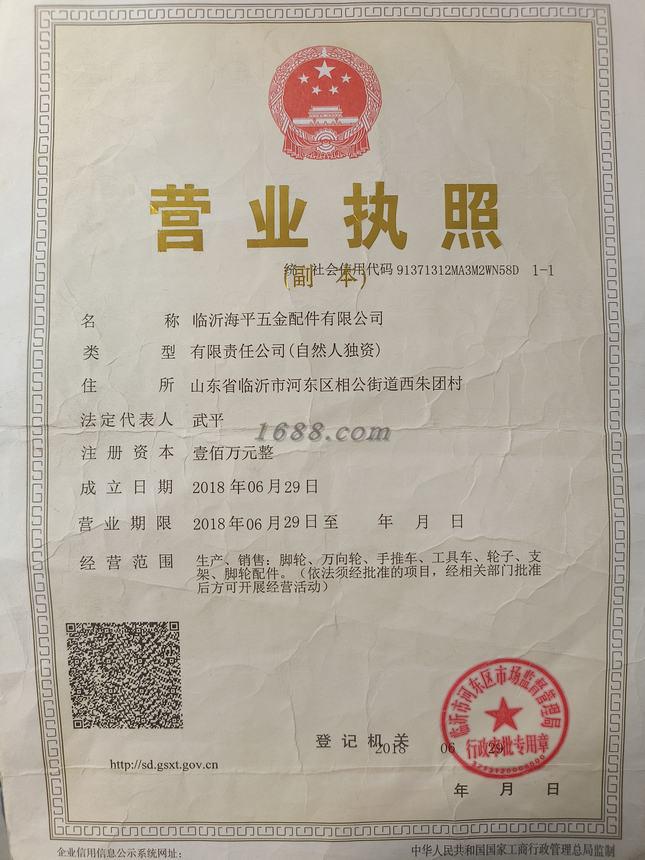 营业执照
(副 本)
统一社会信用代码 91371312MA3M2WN58D 1-1
名 称 临沂海平五金配件有限公司
类 型 有限责任公司(自然人独资)
住 所 山东省临沂市河东区相公街道西朱团村
法定代表人 武平
1688.com
注册资本 壹佰万元整
成立日期 2018年06月29日
营业期限 2018年06月29日至 年 月 日
经营范围 生产、销售：脚轮、万向轮、手推车、工具车、轮子、支
架、脚轮配件。（依法须经批准的项目，经相关部门批准
后方可开展经营活动）
临沂市河东区市场监督管理局
行政审批专用章
登记机关
2018 06 29
年 月 日
http://sd.gsxt.gov.cn
企业信用信息公示系统网址：
中华人民共和国国家工商行政管理总局监制